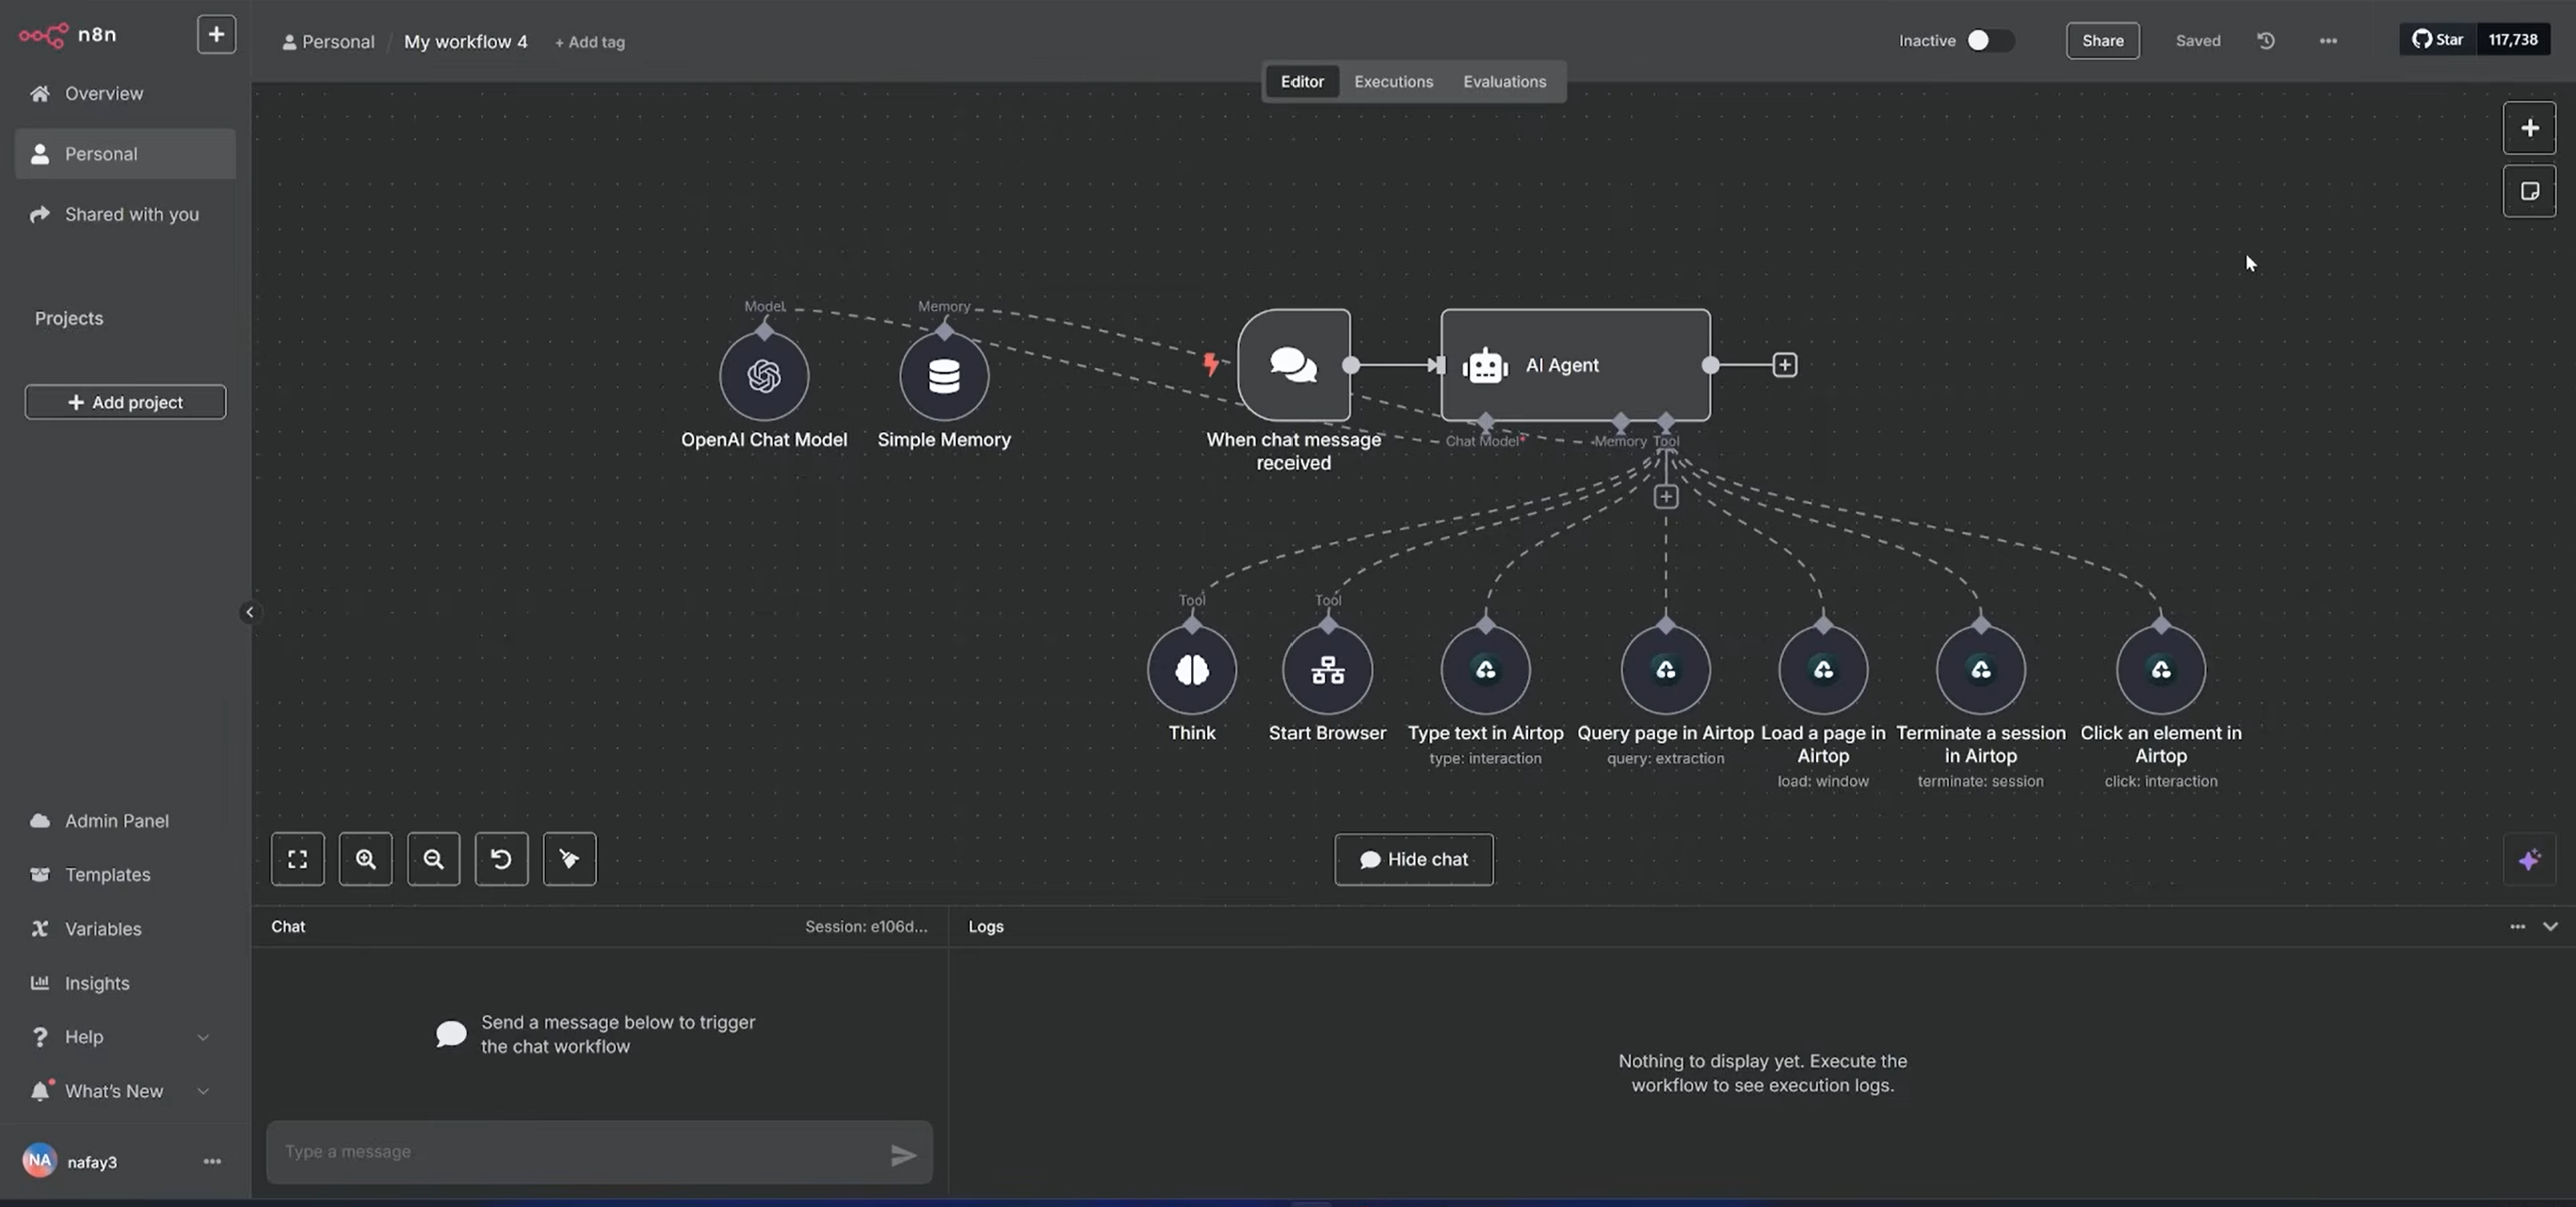 n8n
Overview
Personal
Shared with you
Projects
Add project
Admin Panel
Templates
Variables
Insights
Help
What's New
NA nafay3
Personal / My workflow 4 + Add tag
Inactive Share Saved Star 117,738
Editor Executions Evaluations
Model Memory
OpenAI Chat Model
Simple Memory
When chat message
received
AI Agent
Chat Model* Memory Tool
Tool Tool
Think
Start Browser
Type text in Airtop
type: interaction
Query page in Airtop
query: extraction
Load a page in
Airtop
load: window
Terminate a session
in Airtop
terminate: session
Click an element in
Airtop
click: interaction
Hide chat
Chat Session: e106d...
Send a message below to trigger
the chat workflow
Type a message
Logs
Nothing to display yet. Execute the
workflow to see execution logs.